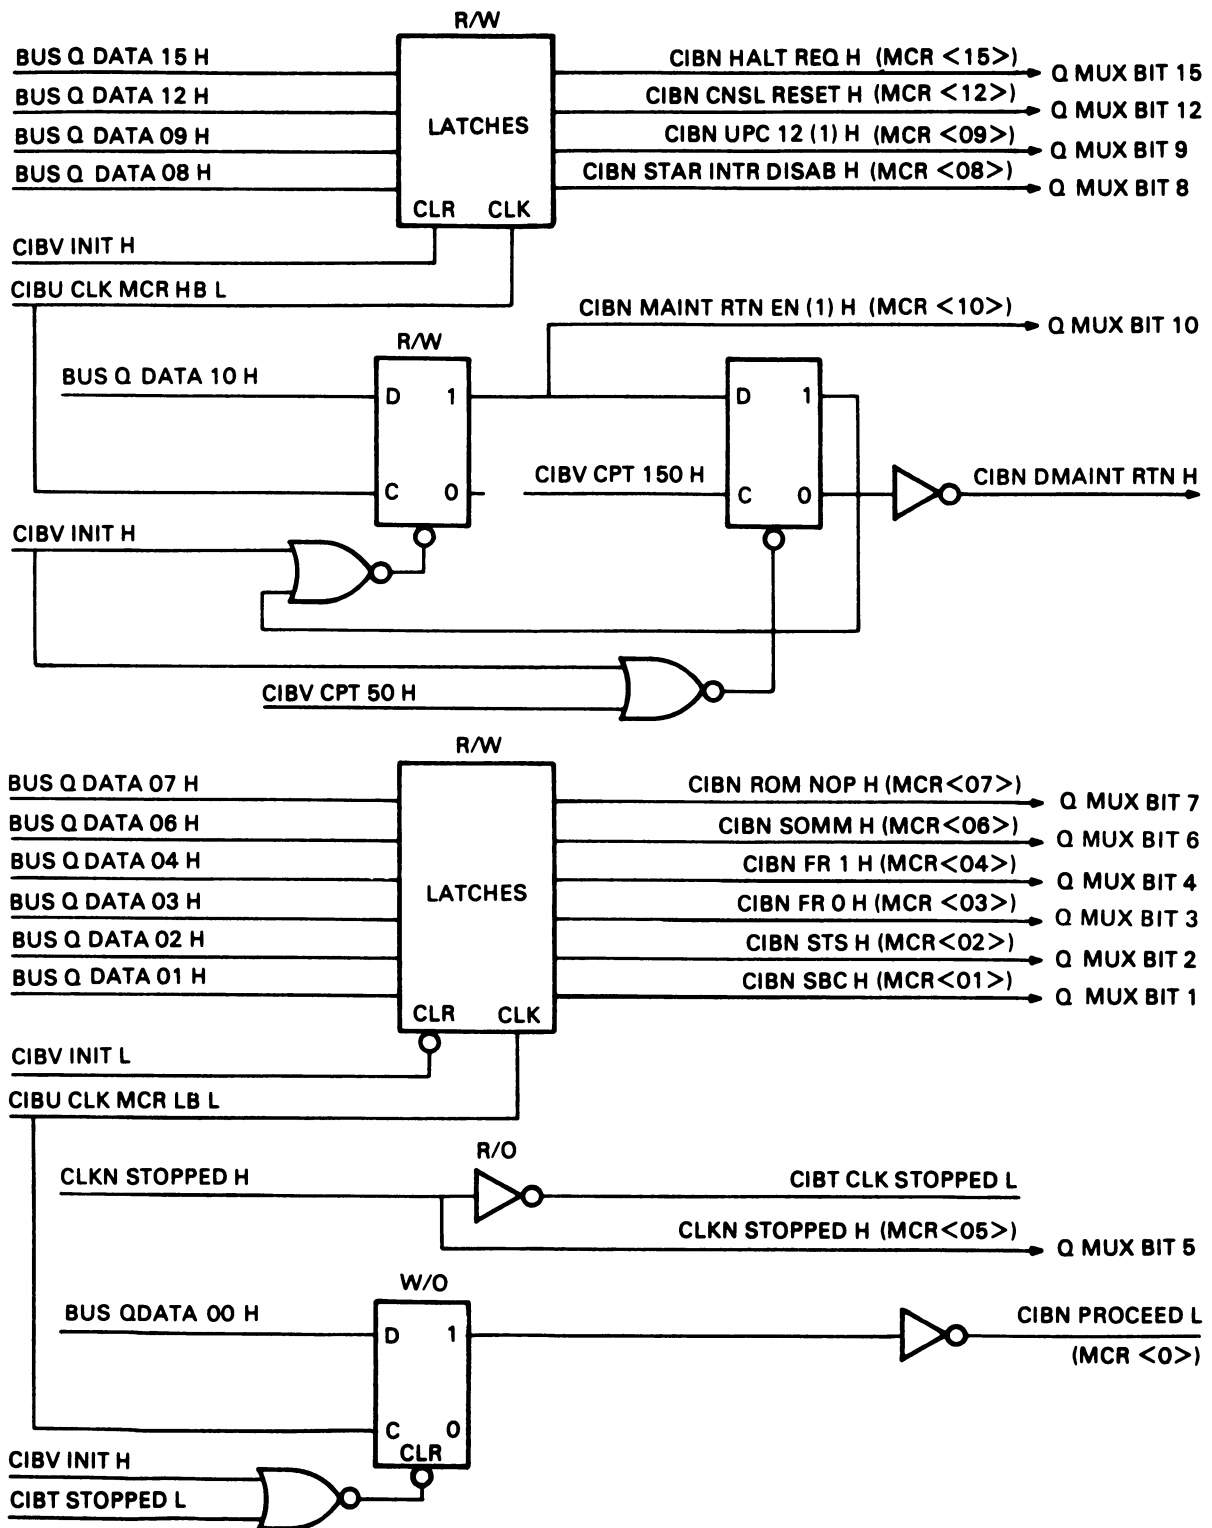 R/W
BUS Q DATA 15 H
CIBN HALT REQ H (MCR <15>)
Q MUX BIT 15
BUS Q DATA 12 H
CIBN CNSL RESET H (MCR <12>)
Q MUX BIT 12
LATCHES
BUS Q DATA 09 H
CIBN UPC 12 (1) H (MCR <09>)
Q MUX BIT 9
BUS Q DATA 08 H
CIBN STAR INTR DISAB H (MCR <08>)
Q MUX BIT 8
CLR CLK
CIBV INIT H
CIBU CLK MCR HB L
CIBN MAINT RTN EN (1) H (MCR <10>)
Q MUX BIT 10
R/W
BUS Q DATA 10 H
D 1
D 1
CIBV CPT 150 H
C 0
C 0
CIBN DMAINT RTN H
CIBV INIT H
CIBV CPT 50 H
R/W
BUS Q DATA 07 H
CIBN ROM NOP H (MCR<07>)
Q MUX BIT 7
BUS Q DATA 06 H
CIBN SOMM H (MCR<06>)
Q MUX BIT 6
BUS Q DATA 04 H
CIBN FR 1 H (MCR<04>)
Q MUX BIT 4
LATCHES
BUS Q DATA 03 H
CIBN FR 0 H (MCR <03>)
Q MUX BIT 3
BUS Q DATA 02 H
CIBN STS H (MCR<02>)
Q MUX BIT 2
BUS Q DATA 01 H
CIBN SBC H (MCR<01>)
Q MUX BIT 1
CLR CLK
CIBV INIT L
CIBU CLK MCR LB L
R/O
CLKN STOPPED H
CIBT CLK STOPPED L
CLKN STOPPED H (MCR<05>)
Q MUX BIT 5
W/O
BUS QDATA 00 H
D 1
CIBN PROCEED L
(MCR <0>)
C 0
CLR
CIBV INIT H
CIBT STOPPED L